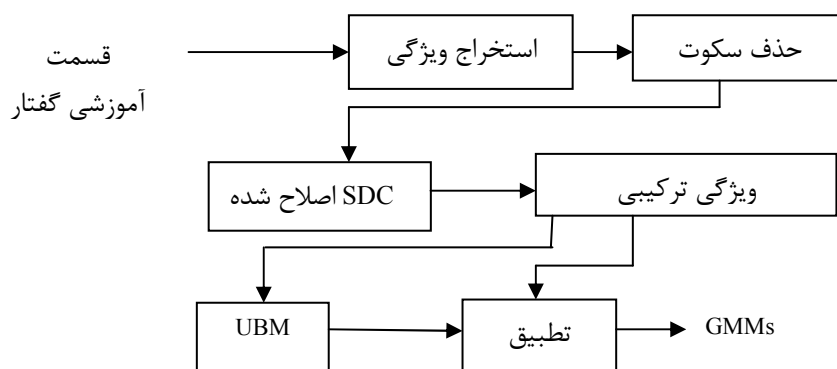 قسمت
آموزشی گفتار
استخراج ویژگی
حذف سکوت
SDC اصلاح شده
ویژگی ترکیبی
UBM
تطبیق
GMMs